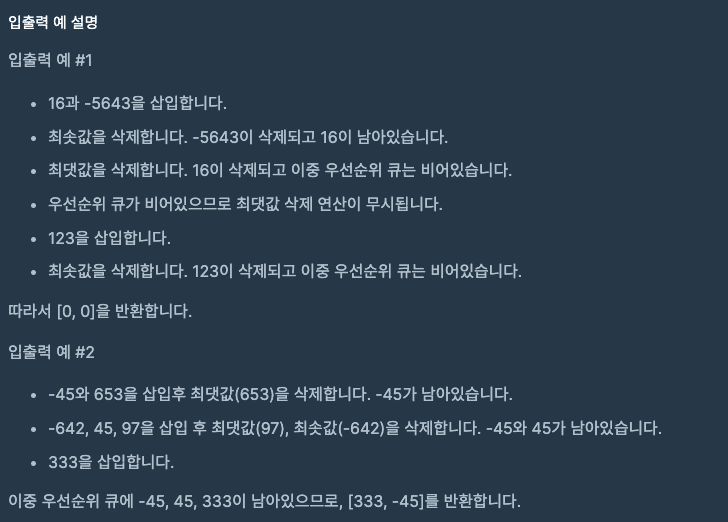 입출력 예 설명
입출력 예 #1
• 16과 -5643을 삽입합니다.
• 최솟값을 삭제합니다. -5643이 삭제되고 16이 남아있습니다.
• 최댓값을 삭제합니다. 16이 삭제되고 이중 우선순위 큐는 비어있습니다.
• 우선순위 큐가 비어있으므로 최댓값 삭제 연산이 무시됩니다.
• 123을 삽입합니다.
• 최솟값을 삭제합니다. 123이 삭제되고 이중 우선순위 큐는 비어있습니다.
따라서 [0, 0]을 반환합니다.
입출력 예 #2
• -45와 653을 삽입후 최댓값(653)을 삭제합니다. -45가 남아있습니다.
• -642, 45, 97을 삽입 후 최댓값(97), 최솟값(-642)을 삭제합니다. -45와 45가 남아있습니다.
• 333을 삽입합니다.
이중 우선순위 큐에 -45, 45, 333이 남아있으므로, [333, -45]를 반환합니다.